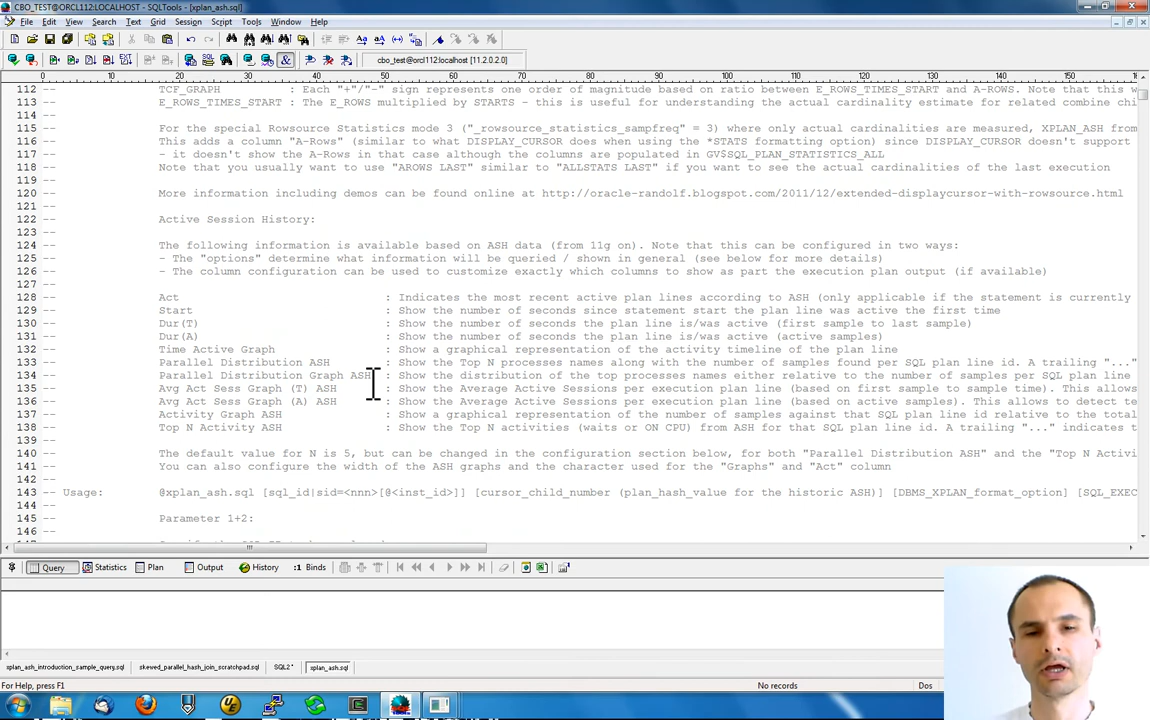 CBO_TEST@ORCL112:LOCALHOST - SQLTools - [xplan_ash.sql]
File Edit View Search Text Grid Session Script Tools Window Help
cbo_test@orcl112:localhost [11.2.0.2.0]
0 10 20 30 40 50 60 70 80 90 100 110 120 130 140 150
112 -- TCF_GRAPH : Each "+"/"-" sign represents one order of magnitude based on ratio between E_ROWS_TIMES_START and A-ROWS. Note that this w
113 -- E_ROWS_TIMES_START : The E_ROWS multiplied by STARTS - this is useful for understanding the actual cardinality estimate for related combine chi
114 --
115 -- For the special Rowsource Statistics mode 3 ("_rowsource_statistics_sampfreq" = 3) where only actual cardinalities are measured, XPLAN_ASH from
116 -- This adds a column "A-Rows" (similar to what DISPLAY_CURSOR does when using the *STATS formatting option) since DISPLAY_CURSOR doesn't support
117 -- - it doesn't show the A-Rows in that case although the columns are populated in GV$SQL_PLAN_STATISTICS_ALL
118 -- Note that you usually want to use "AROWS LAST" similar to "ALLSTATS LAST" if you want to see the actual cardinalities of the last execution
119 --
120 -- More information including demos can be found online at http://oracle-randolf.blogspot.com/2011/12/extended-displaycursor-with-rowsource.html
121 --
122 -- Active Session History:
123 --
124 -- The following information is available based on ASH data (from 11g on). Note that this can be configured in two ways:
125 -- - The "options" determine what information will be queried / shown in general (see below for more details)
126 -- - The column configuration can be used to customize exactly which columns to show as part the execution plan output (if available)
127 --
128 -- Act : Indicates the most recent active plan lines according to ASH (only applicable if the statement is currently
129 -- Start : Show the number of seconds since statement start the plan line was active the first time
130 -- Dur(T) : Show the number of seconds the plan line is/was active (first sample to last sample)
131 -- Dur(A) : Show the number of seconds the plan line is/was active (active samples)
132 -- Time Active Graph : Show a graphical representation of the activity timeline of the plan line
133 -- Parallel Distribution ASH : Show the Top N processes names along with the number of samples found per SQL plan line id. A trailing "..."
134 -- Parallel Distribution Graph ASH : Show the distribution of the top processes names either relative to the number of samples per SQL plan line
135 -- Avg Act Sess Graph (T) ASH : Show the Average Active Sessions per execution plan line (based on first sample to sample time). This allows
136 -- Avg Act Sess Graph (A) ASH : Show the Average Active Sessions per execution plan line (based on active samples). This allows to detect te
137 -- Activity Graph ASH : Show a graphical representation of the number of samples against that SQL plan line id relative to the total
138 -- Top N Activity ASH : Show the Top N activities (waits or ON CPU) from ASH for that SQL plan line id. A trailing "..." indicates t
139 --
140 -- The default value for N is 5, but can be changed in the configuration section below, for both "Parallel Distribution ASH" and the "Top N Activi
141 -- You can also configure the width of the ASH graphs and the character used for the "Graphs" and "Act" column
142 --
143 -- Usage: @xplan_ash.sql [sql_id|sid=<nnn>[@<inst_id>]] [cursor_child_number (plan_hash_value for the historic ASH)] [DBMS_XPLAN_format_option] [SQL_EXEC
144 --
145 -- Parameter 1+2:
146 --
Query Statistics Plan Output History :1 Binds
xplan_ash_introduction_sample_query.sql skewed_parallel_hash_join_scratchpad.sql SQL2* xplan_ash.sql
For Help, press F1 No records Dos